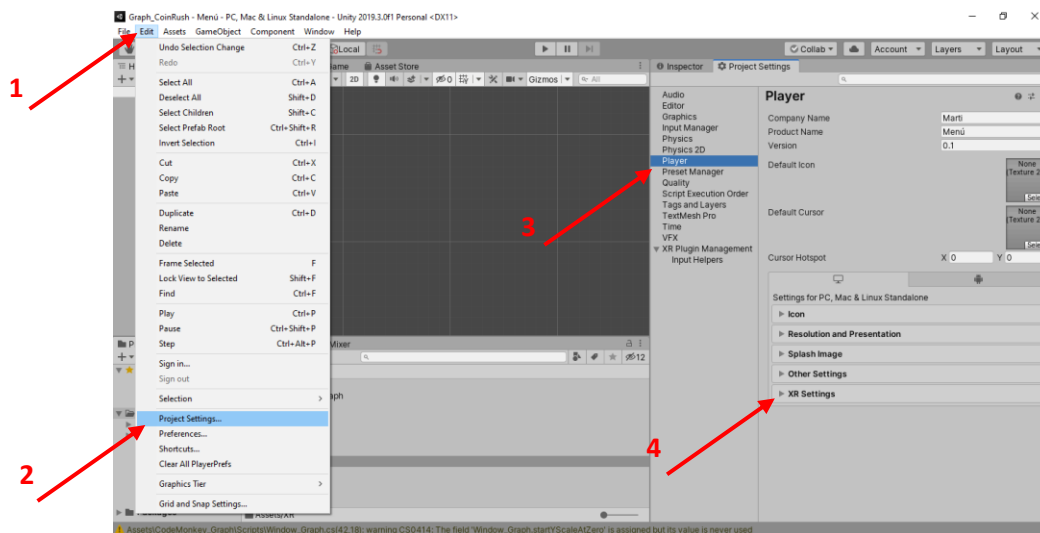 Graph_CoinRush - Menú - PC, Mac & Linux Standalone - Unity 2019.3.0f1 Personal <DX11>
File Edit Assets GameObject Component Window Help
Local
Collab
Account
Layers
Layout
1
Undo Selection Change Ctrl+Z
Redo Ctrl+Y
Select All Ctrl+A
Deselect All Shift+D
Select Children Shift+C
Select Prefab Root Ctrl+Shift+R
Invert Selection Ctrl+I
Cut Ctrl+X
Copy Ctrl+C
Paste Ctrl+V
Duplicate Ctrl+D
Rename
Delete
Frame Selected F
Lock View to Selected Shift+F
Find Ctrl+F
Play Ctrl+P
Pause Ctrl+Shift+P
Step Ctrl+Alt+P
Sign in...
Sign out
Selection
Project Settings...
Preferences...
Shortcuts...
Clear All PlayerPrefs
Graphics Tier
Grid and Snap Settings...
2
ame Asset Store
2D 0 Gizmos All
3
Mixer
12
aph
Assets/XR
4
Inspector Project Settings
Audio
Editor
Graphics
Input Manager
Physics
Physics 2D
Player
Preset Manager
Quality
Script Execution Order
Tags and Layers
TextMesh Pro
Time
VFX
XR Plugin Management
Input Helpers
Player
Company Name Marti
Product Name Menú
Version 0.1
Default Icon None
(Texture 2
Sele
Default Cursor None
(Texture 2
Sele
Cursor Hotspot X 0 Y 0
Settings for PC, Mac & Linux Standalone
Icon
Resolution and Presentation
Splash Image
Other Settings
XR Settings
Assets\CodeMonkey_Graph\Scripts\Window_Graph.cs(42,18): warning CS0414: The field 'Window_Graph.startYScaleAtZero' is assigned but its value is never used